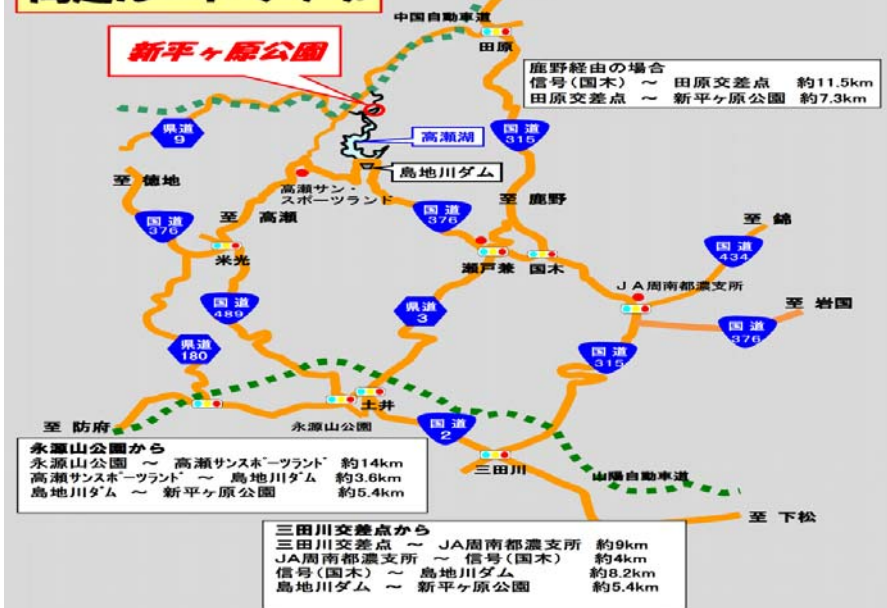 中国自動車道
田原
新平ヶ原公園
鹿野経由の場合
信号(国木) ～ 田原交差点 約11.5km
田原交差点 ～ 新平ヶ原公園 約7.3km
県道
9
高瀬湖
国道
315
島地川ダム
至 徳地
高瀬サン・
スポーツランド
至 鹿野
国道
376
至 高瀬
国道
376
至 錦
米光
瀬戸兼
国木
国道
434
JA周南都濃支所
国道
489
県道
3
至 岩国
国道
376
県道
180
国道
315
土井
至 防府
永源山公園
国道
2
三田川
山陽自動車道
永源山公園から
永源山公園 ～ 高瀬サンスポーツランド 約14km
高瀬サンスポーツランド ～ 島地川ダム 約3.6km
島地川ダム ～ 新平ヶ原公園 約5.4km
至 下松
三田川交差点から
三田川交差点 ～ JA周南都濃支所 約9km
JA周南都濃支所 ～ 信号(国木) 約4km
信号(国木) ～ 島地川ダム 約8.2km
島地川ダム ～ 新平ヶ原公園 約5.4km